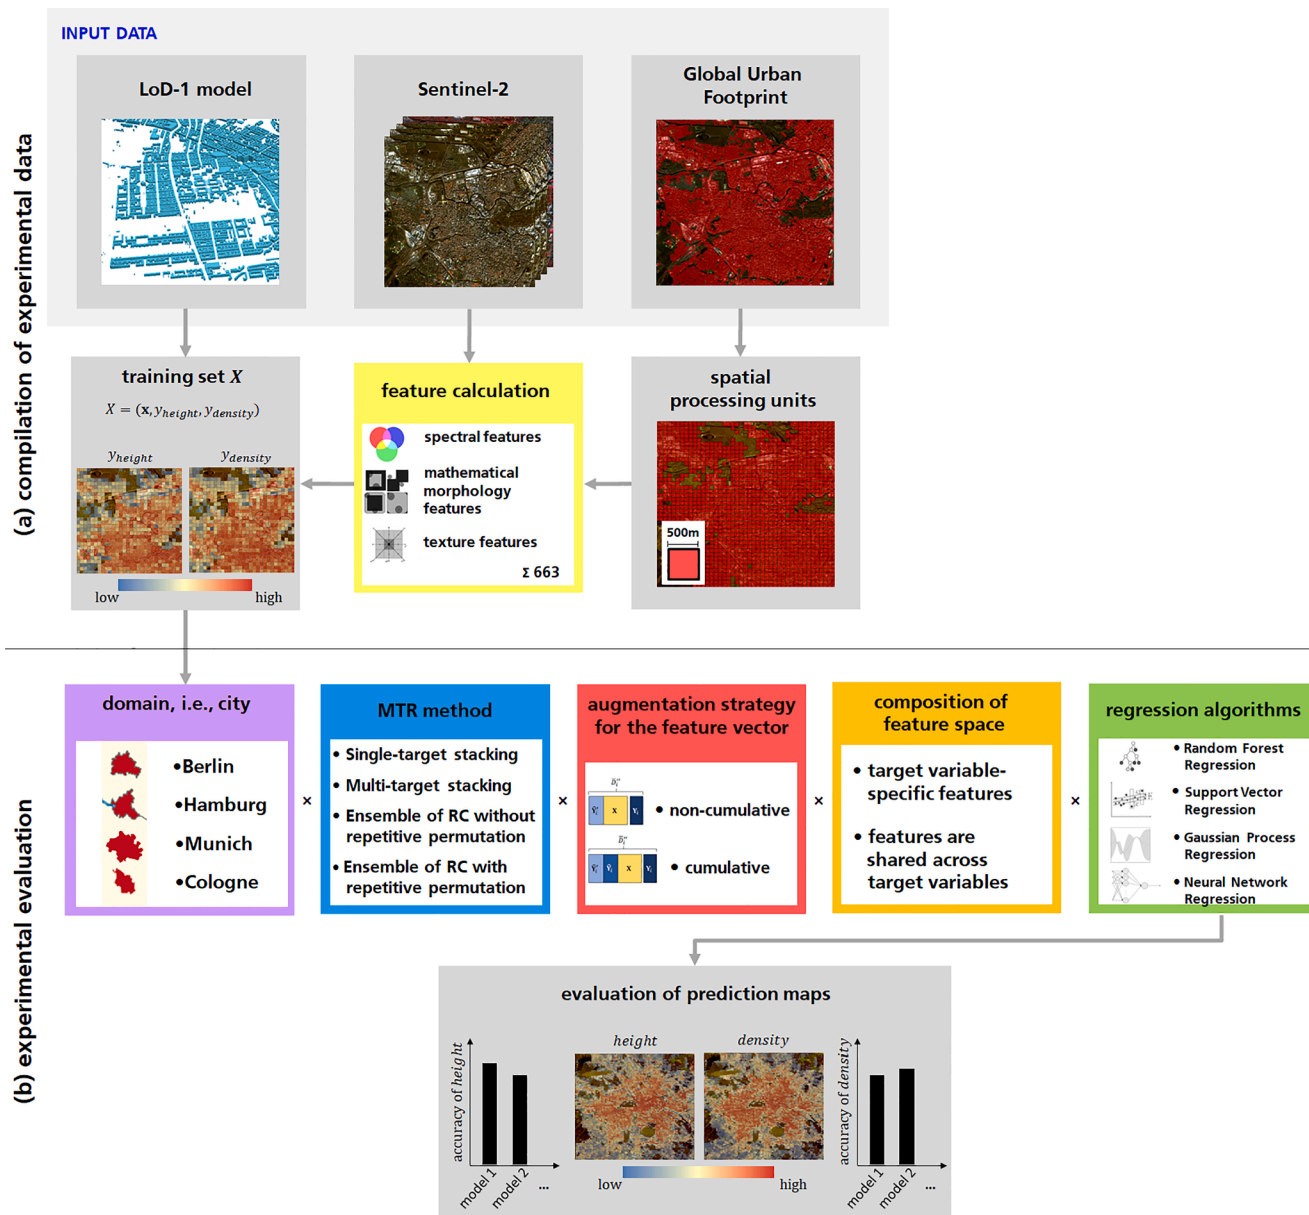 (a) compilation of experimental data
INPUT DATA
LoD-1 model
Sentinel-2
Global Urban
Footprint
training set X
X = (x, y_height, y_density)
y_height
y_density
low
high
feature calculation
spectral features
mathematical
morphology
features
texture features
Σ 663
spatial
processing units
500m
(b) experimental evaluation
domain, i.e., city
•Berlin
•Hamburg
•Munich
•Cologne
×
MTR method
• Single-target stacking
• Multi-target stacking
• Ensemble of RC without
repetitive permutation
• Ensemble of RC with
repetitive permutation
×
augmentation strategy
for the feature vector
X
• non-cumulative
X
• cumulative
×
composition of
feature space
• target variable-
specific features
• features are
shared across
target variables
×
regression algorithms
• Random Forest
Regression
• Support Vector
Regression
• Gaussian Process
Regression
• Neural Network
Regression
evaluation of prediction maps
accuracy of height
model 1
model 2
...
height
density
low
high
accuracy of density
model 1
model 2
...